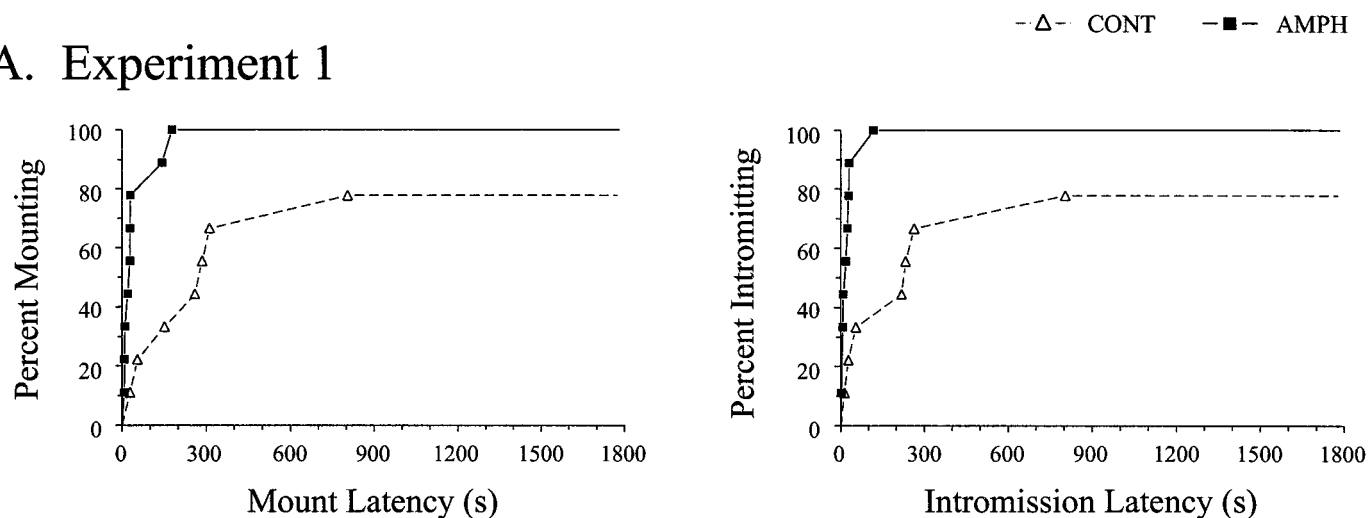 CONT AMPH
A. Experiment 1
100
80
60
40
20
0
Percent Mounting
0 300 600 900 1200 1500 1800
Mount Latency (s)
100
80
60
40
20
0
Percent Intromitting
0 300 600 900 1200 1500 1800
Intromission Latency (s)